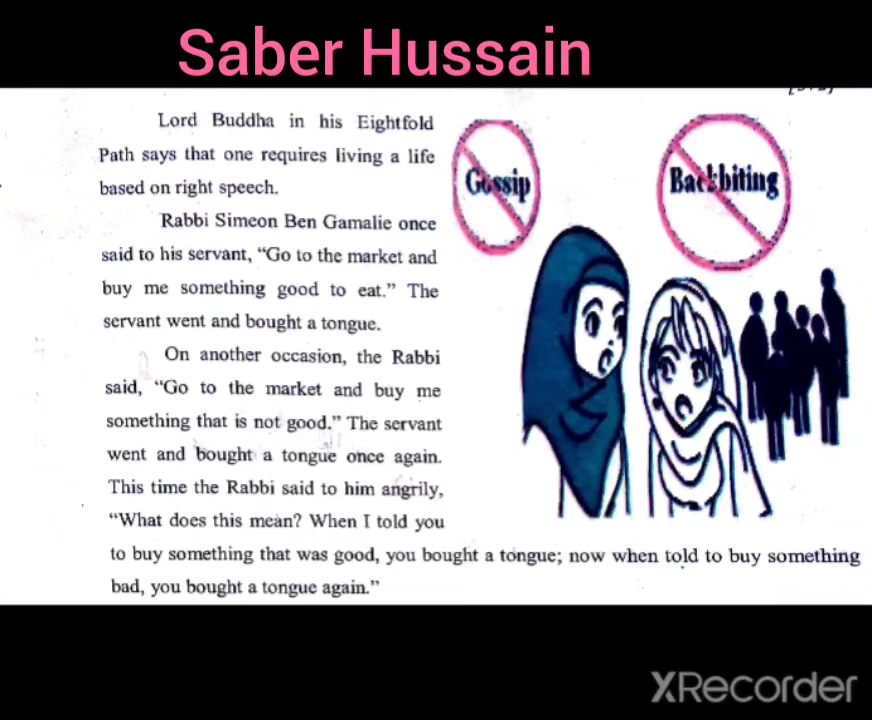 Saber Hussain
Lord Buddha in his Eightfold
Path says that one requires living a life
based on right speech.
Rabbi Simeon Ben Gamalie once
said to his servant, “Go to the market and
buy me something good to eat.” The
servant went and bought a tongue.
On another occasion, the Rabbi
said, “Go to the market and buy me
something that is not good.” The servant
went and bought a tongue once again.
This time the Rabbi said to him angrily,
“What does this mean? When I told you
to buy something that was good, you bought a tongue; now when told to buy something
bad, you bought a tongue again.”
Gossip
Backbiting
XRecorder